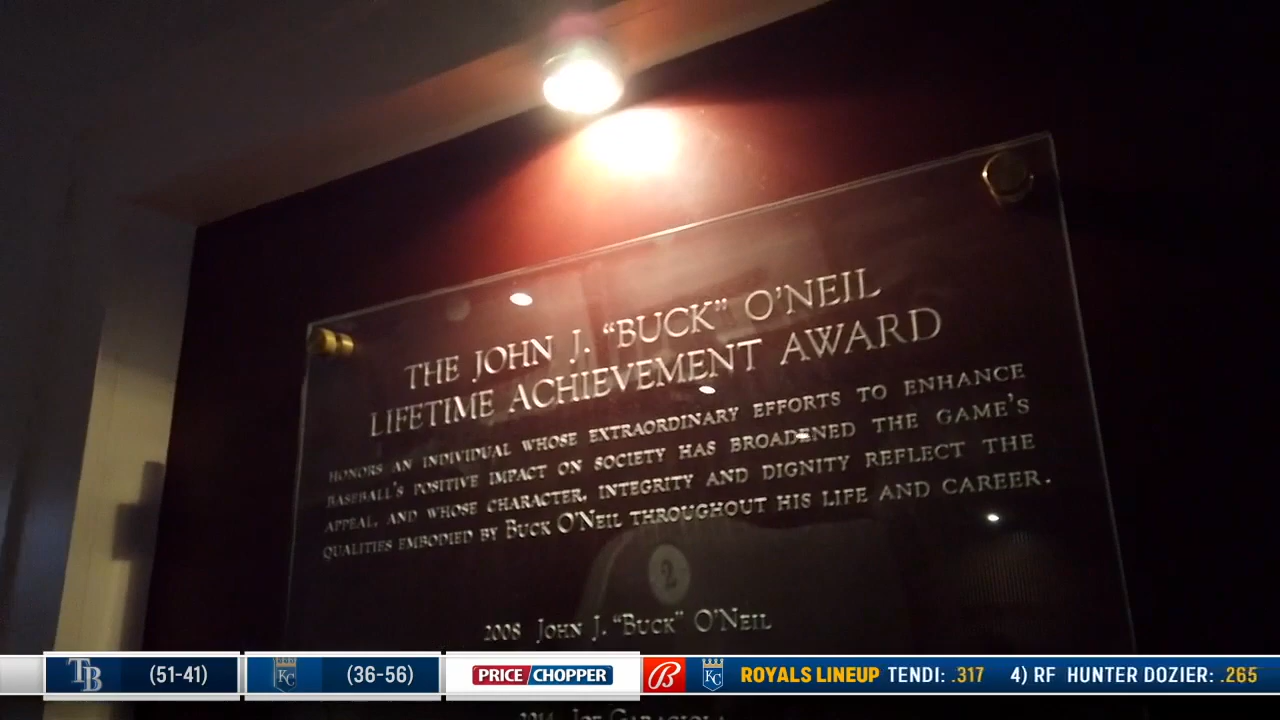 THE JOHN J. “BUCK” O’NEIL
LIFETIME ACHIEVEMENT AWARD
HONORS AN INDIVIDUAL WHOSE EXTRAORDINARY EFFORTS TO ENHANCE
BASEBALL’S POSITIVE IMPACT ON SOCIETY HAS BROADENED THE GAME’S
APPEAL, AND WHOSE CHARACTER, INTEGRITY AND DIGNITY REFLECT THE
QUALITIES EMBODIED BY BUCK O’NEIL THROUGHOUT HIS LIFE AND CAREER.
2
2008 JOHN J. “BUCK” O’NEIL
TB (51-41) KC (36-56) PRICE CHOPPER B KC ROYALS LINEUP TENDI: .317 4) RF HUNTER DOZIER: .265
JOE GARAGIOLA